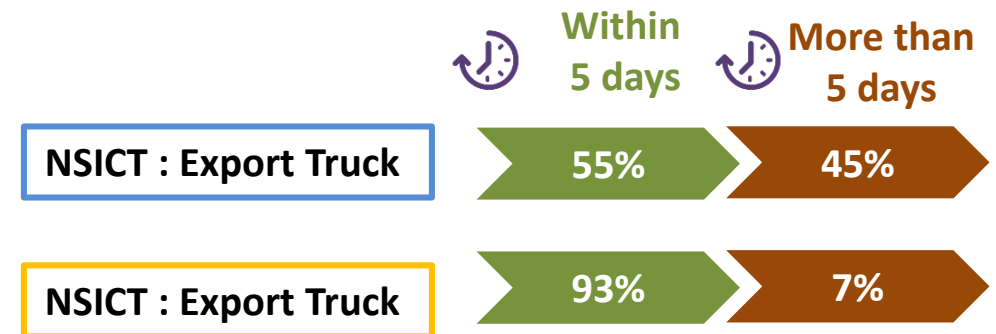 Within
5 days
More than
5 days
NSICT : Export Truck
55%
45%
NSICT : Export Truck
93%
7%